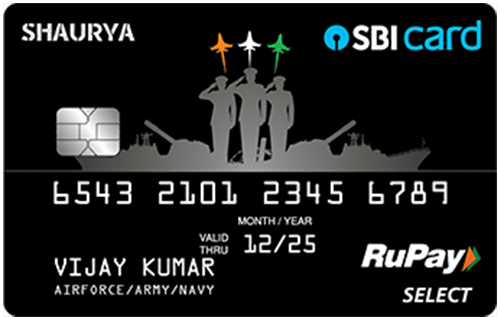 SHAURYA
SBI card
6543 2101 2345 6789
MONTH / YEAR
VALID THRU 12/25
VIJAY KUMAR
AIRFORCE/ARMY/NAVY
RuPay
SELECT